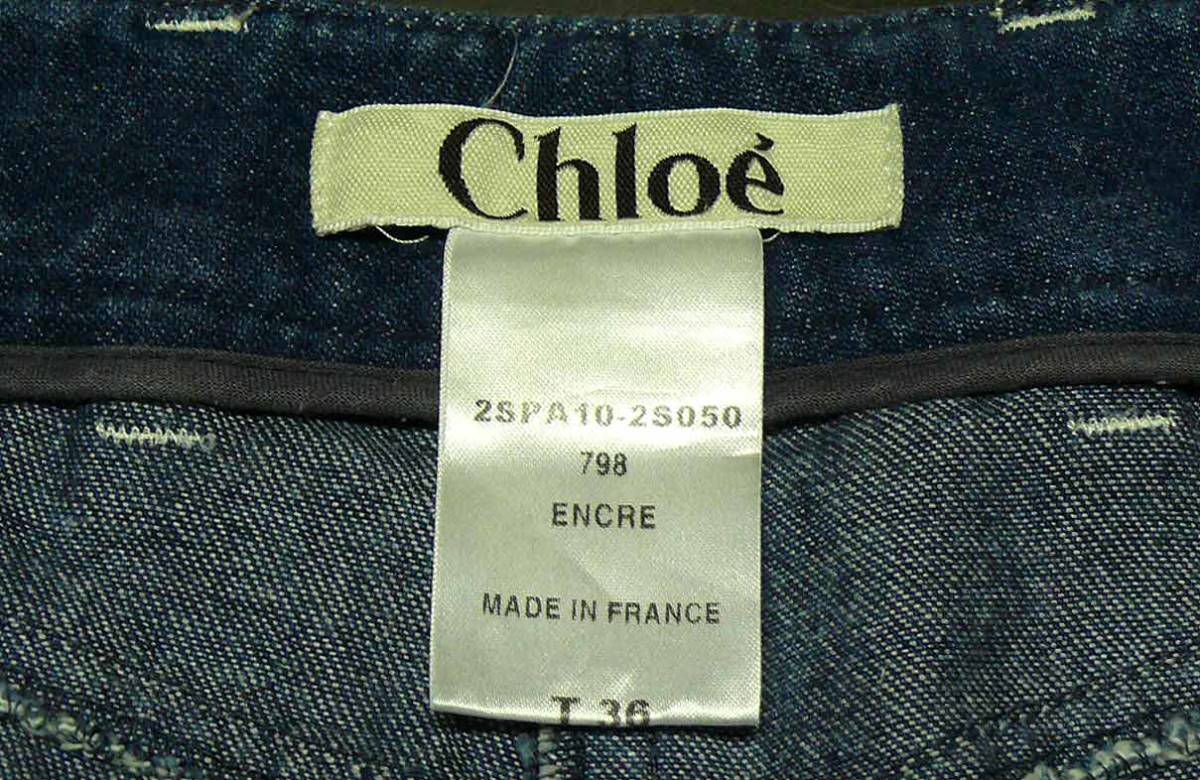 Chloé
2SPA10-2S050
798
ENCRE
MADE IN FRANCE
T 36